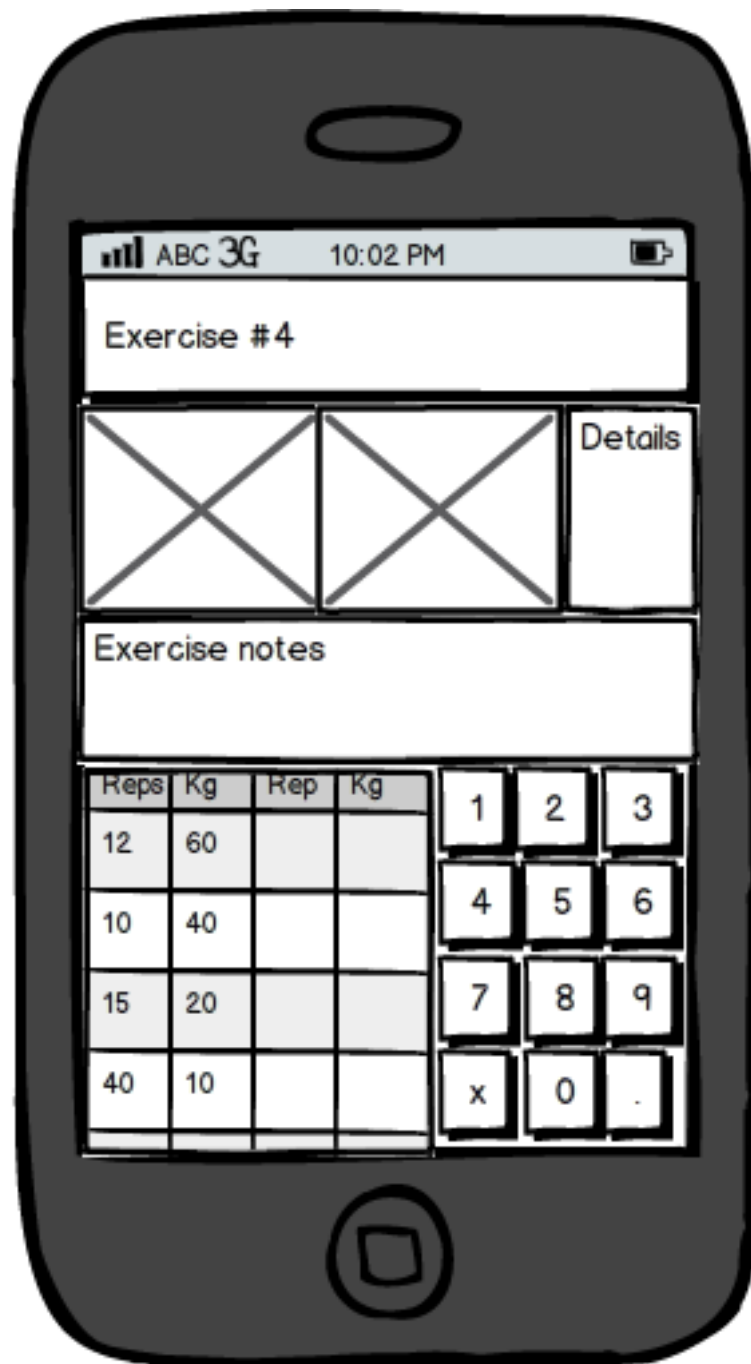 ABC 3G 10:02 PM
Exercise #4
Details
Exercise notes
Reps Kg Rep Kg
12 60
10 40
15 20
40 10
1 2 3
4 5 6
7 8 9
x 0 .